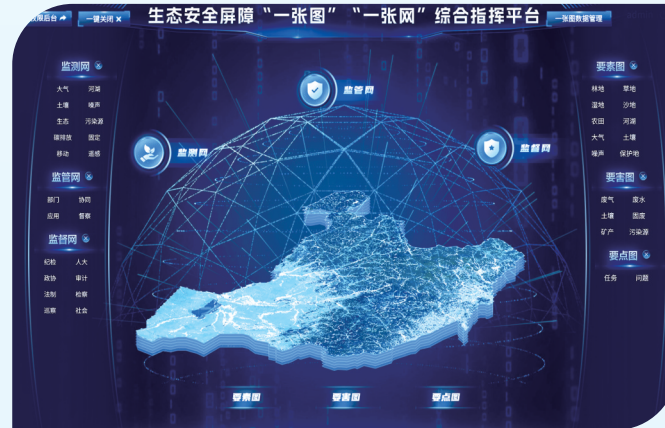 权限后台 一键关闭 × 生态安全屏障“一张图”“一张网”综合指挥平台 一张图数据管理
监测网
大气 河湖
土壤 噪声
生态 污染源
碳排放 固定
移动 遥感
监管网
部门 协同
应用 督察
监督网
纪检 人大
政协 审计
法制 检察
巡察 社会
监管网
监测网
监督网
要素图
林地 草地
湿地 沙地
农田 河湖
大气 土壤
噪声 保护地
要害图
废气 废水
土壤 固废
矿产 污染源
要点图
任务 问题
要素图 要害图 要点图